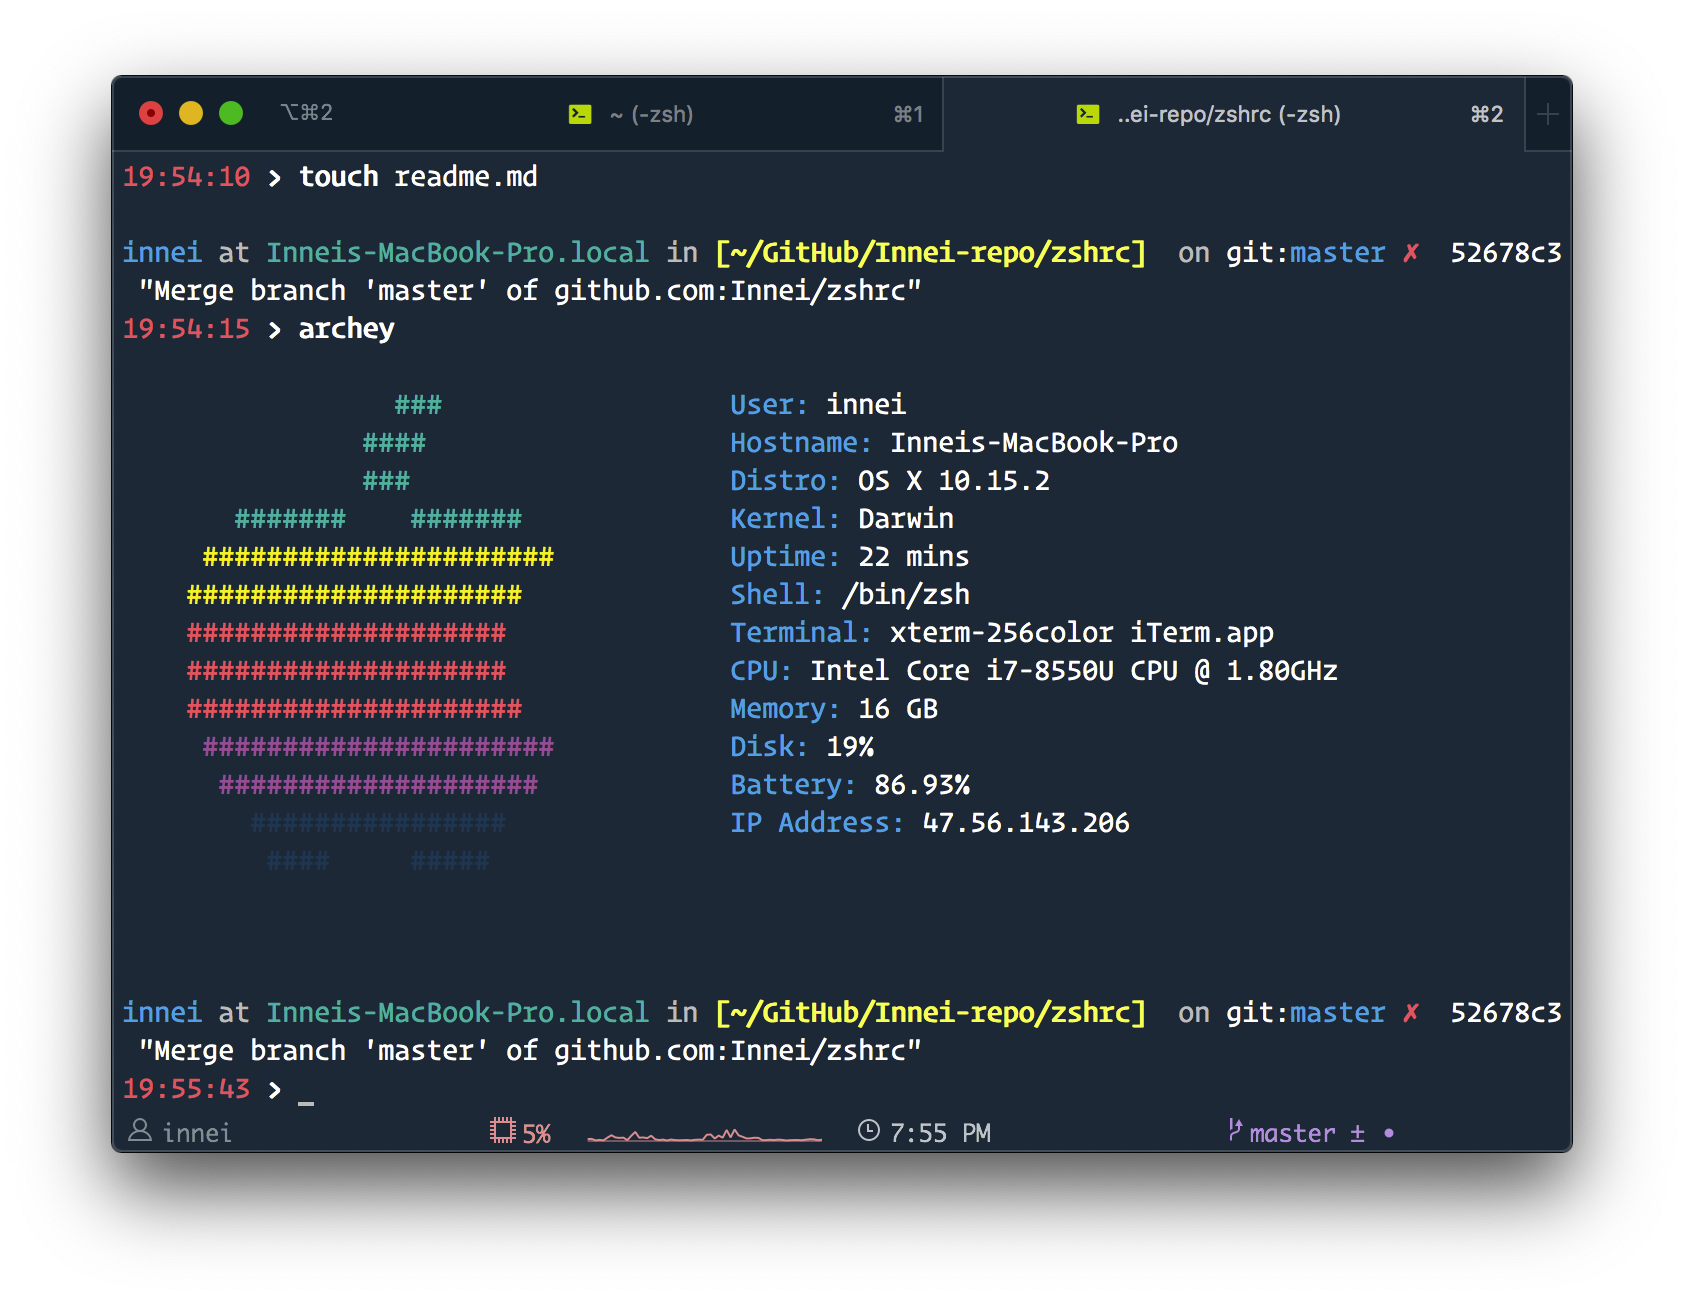 ⌥⌘2 ~ (-zsh) ⌘1 ..ei-repo/zshrc (-zsh) ⌘2 +
19:54:10 > touch readme.md
innei at Inneis-MacBook-Pro.local in [~/GitHub/Innei-repo/zshrc] on git:master ✗ 52678c3
"Merge branch 'master' of github.com:Innei/zshrc"
19:54:15 > archey
### User: innei
#### Hostname: Inneis-MacBook-Pro
### Distro: OS X 10.15.2
####### ####### Kernel: Darwin
###################### Uptime: 22 mins
##################### Shell: /bin/zsh
#################### Terminal: xterm-256color iTerm.app
#################### CPU: Intel Core i7-8550U CPU @ 1.80GHz
##################### Memory: 16 GB
###################### Disk: 19%
#################### Battery: 86.93%
################ IP Address: 47.56.143.206
#### #####
innei at Inneis-MacBook-Pro.local in [~/GitHub/Innei-repo/zshrc] on git:master ✗ 52678c3
"Merge branch 'master' of github.com:Innei/zshrc"
19:55:43 > _
innei 5% 7:55 PM master ± •